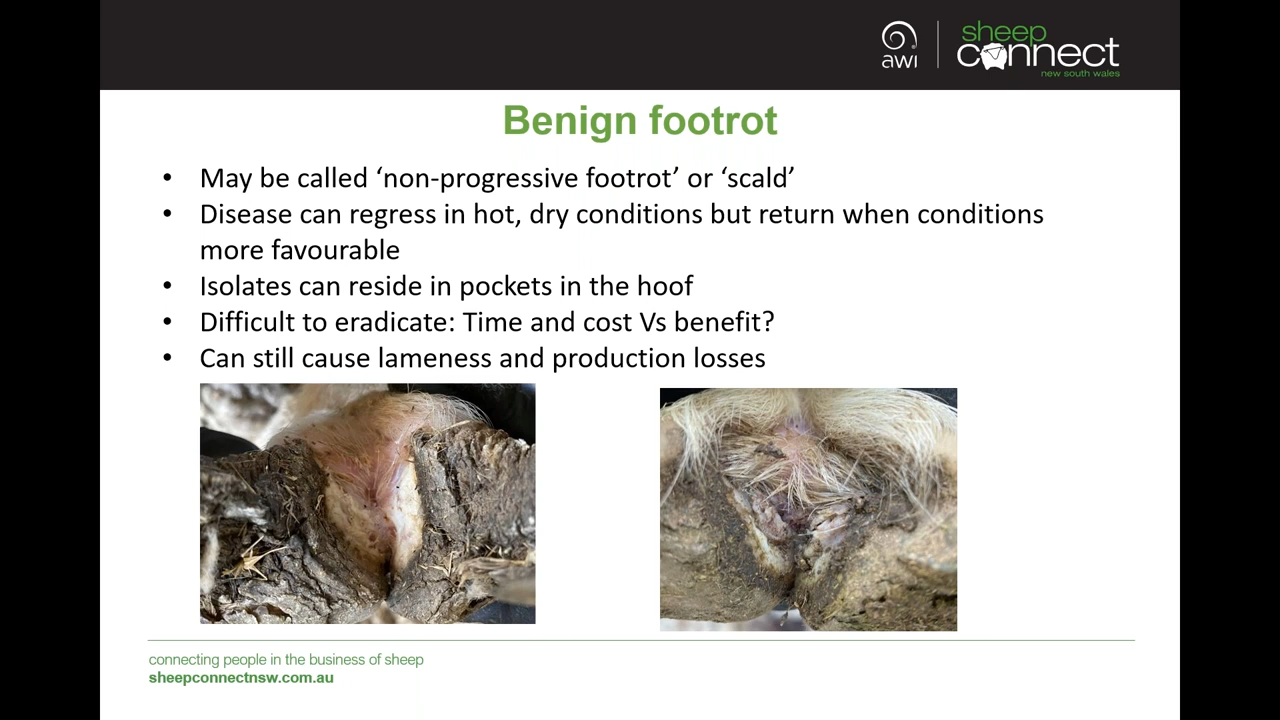 awi
sheep
connect
new south wales
Benign footrot
• May be called ‘non-progressive footrot’ or ‘scald’
• Disease can regress in hot, dry conditions but return when conditions
more favourable
• Isolates can reside in pockets in the hoof
• Difficult to eradicate: Time and cost Vs benefit?
• Can still cause lameness and production losses
connecting people in the business of sheep
sheepconnectnsw.com.au